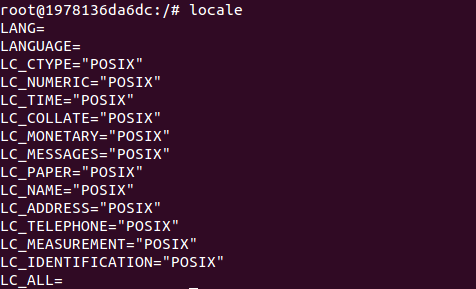 root@1978136da6dc:/# locale
LANG=
LANGUAGE=
LC_CTYPE="POSIX"
LC_NUMERIC="POSIX"
LC_TIME="POSIX"
LC_COLLATE="POSIX"
LC_MONETARY="POSIX"
LC_MESSAGES="POSIX"
LC_PAPER="POSIX"
LC_NAME="POSIX"
LC_ADDRESS="POSIX"
LC_TELEPHONE="POSIX"
LC_MEASUREMENT="POSIX"
LC_IDENTIFICATION="POSIX"
LC_ALL=